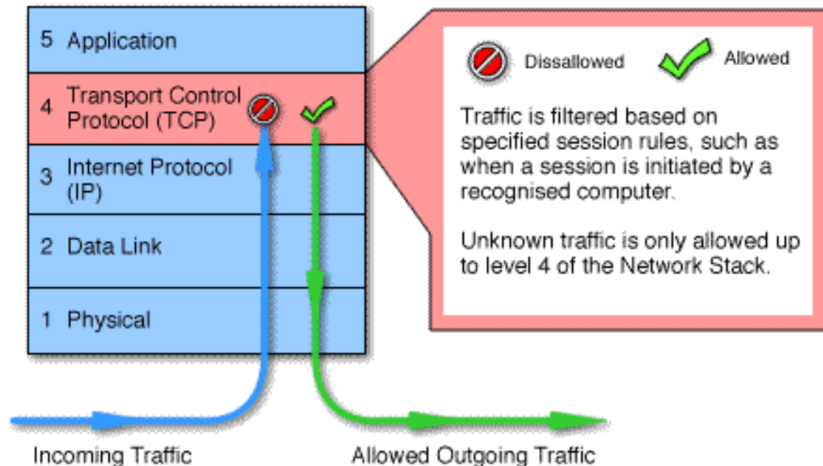 5 Application
4 Transport Control
Protocol (TCP)
3 Internet Protocol
(IP)
2 Data Link
1 Physical
Incoming Traffic
Allowed Outgoing Traffic
Dissallowed
Allowed
Traffic is filtered based on
specified session rules, such as
when a session is initiated by a
recognised computer.
Unknown traffic is only allowed up
to level 4 of the Network Stack.